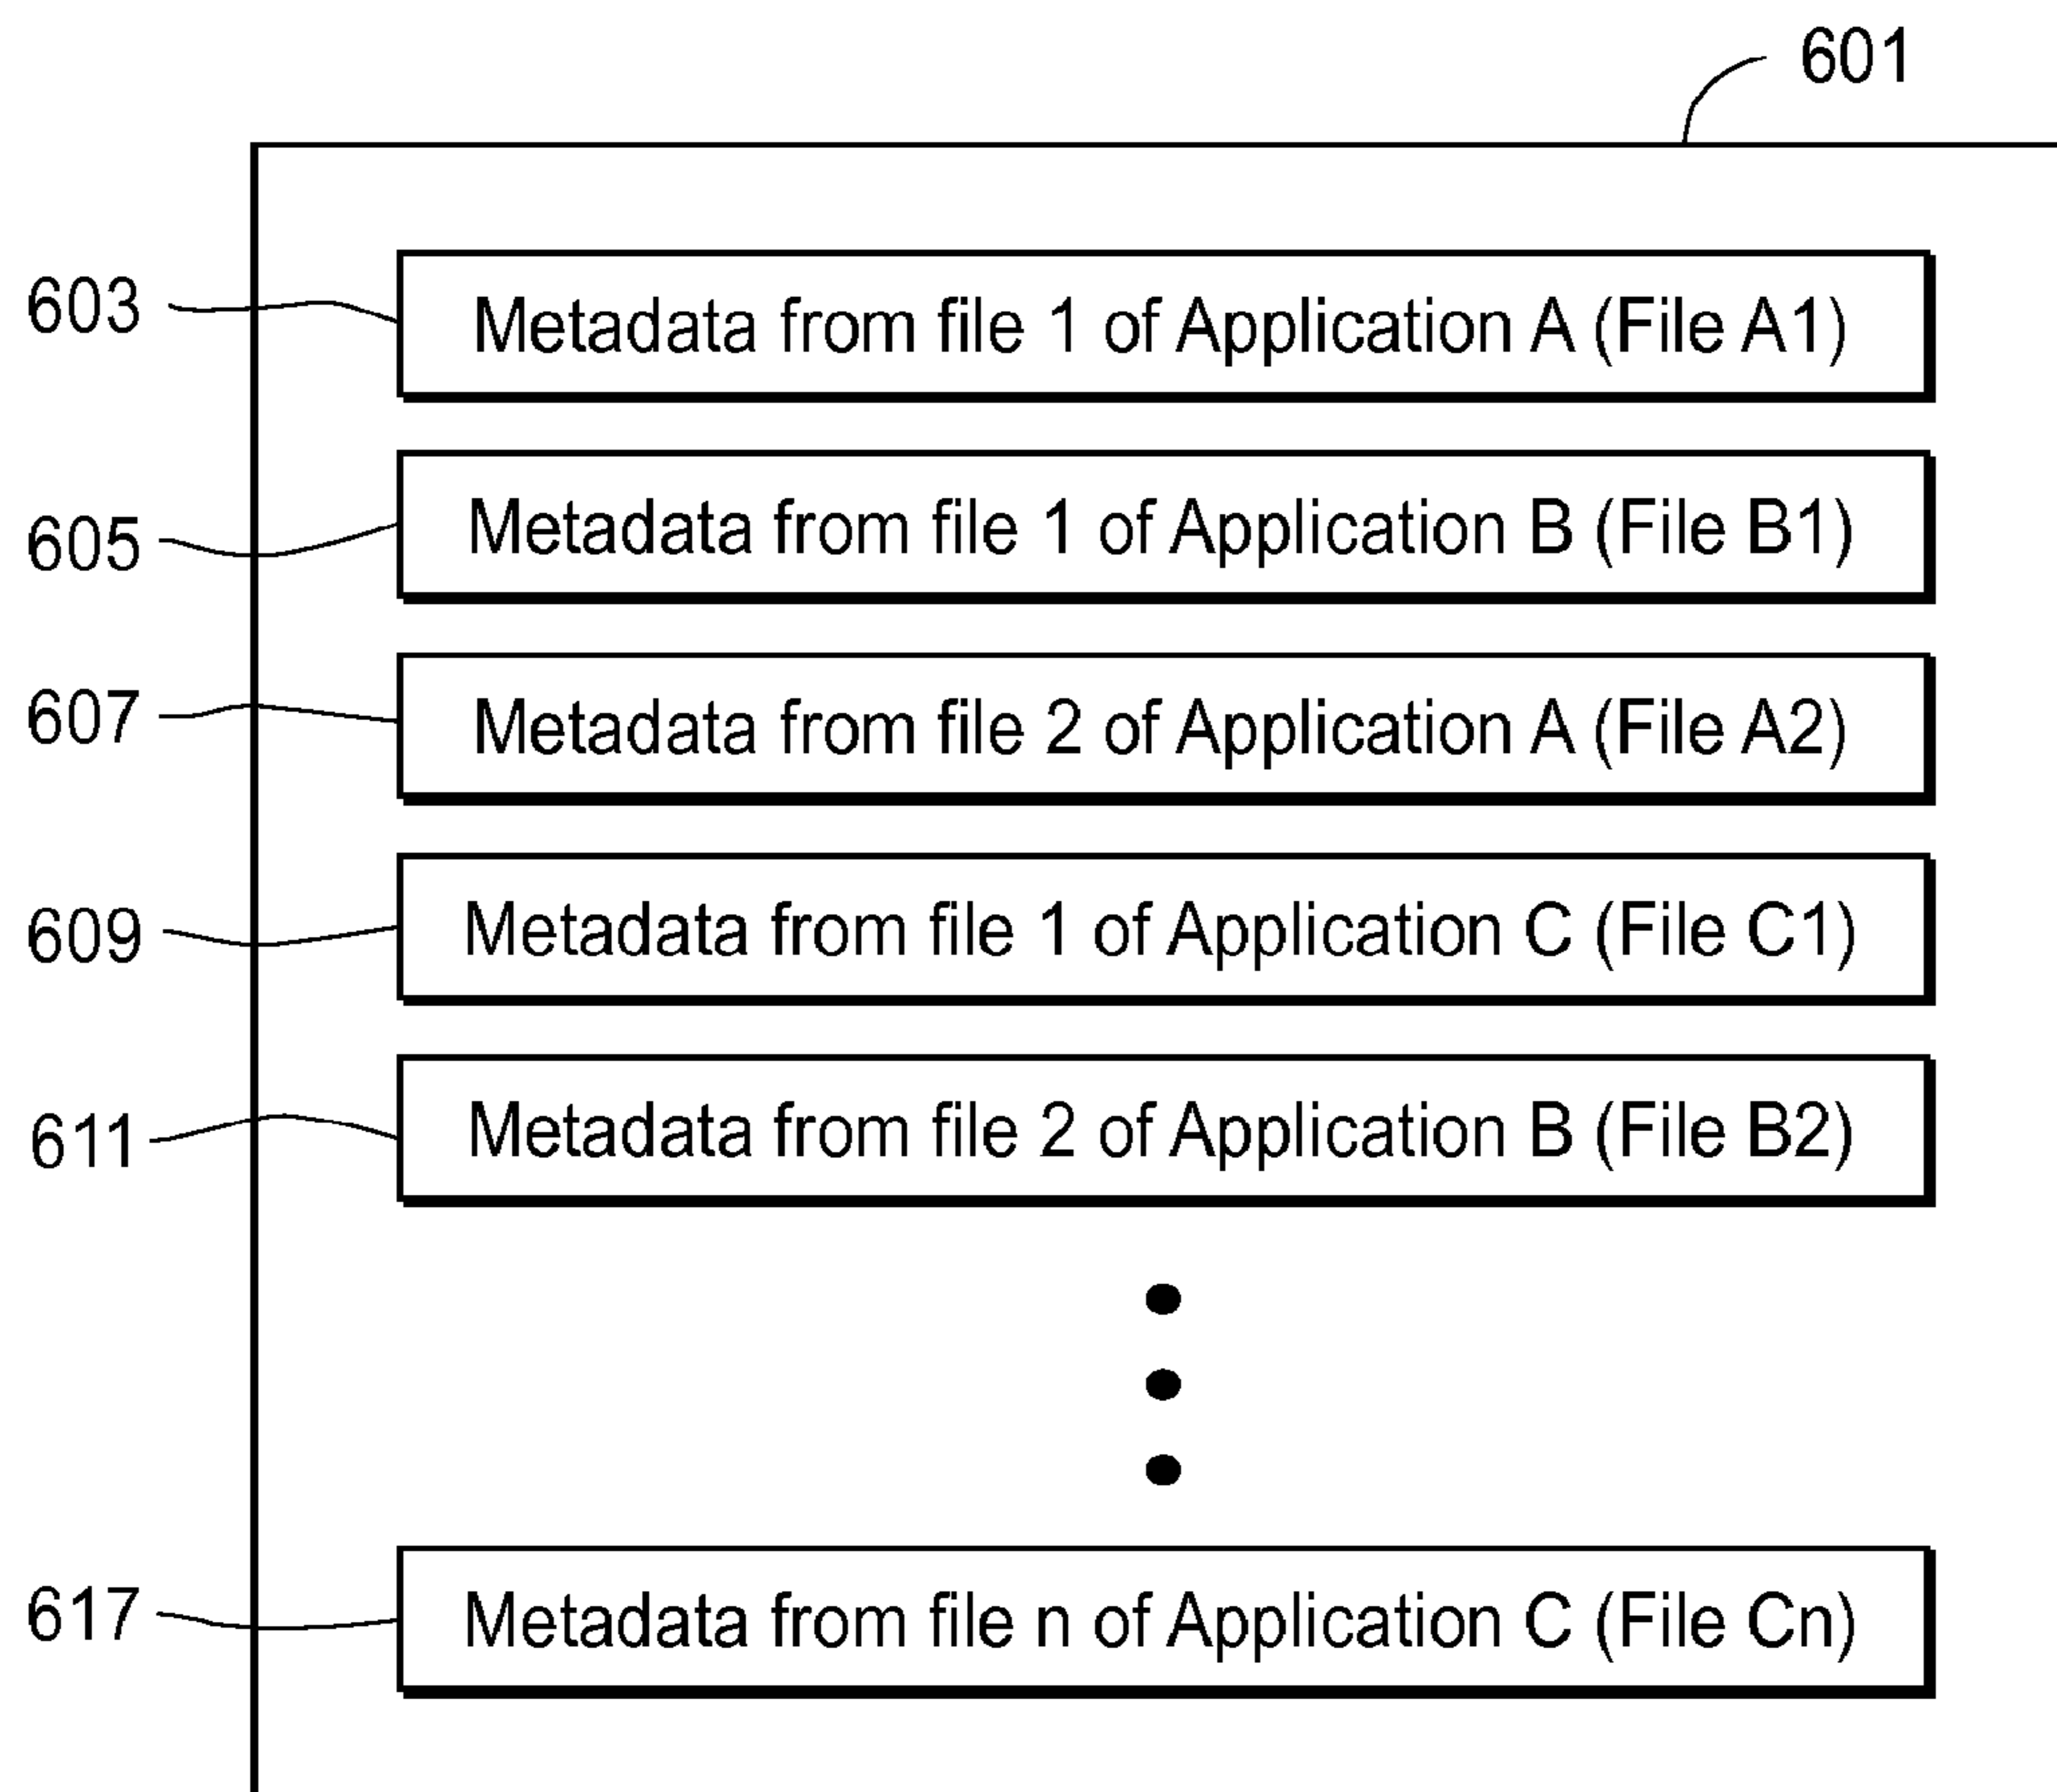 601
603 Metadata from file 1 of Application A (File A1)
605 Metadata from file 1 of Application B (File B1)
607 Metadata from file 2 of Application A (File A2)
609 Metadata from file 1 of Application C (File C1)
611 Metadata from file 2 of Application B (File B2)
617 Metadata from file n of Application C (File Cn)